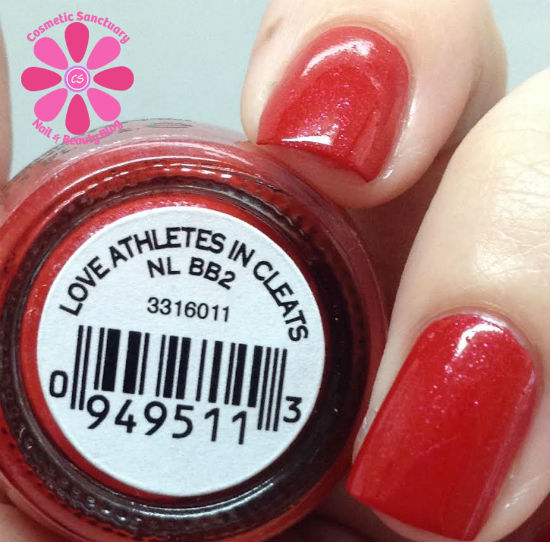 Cosmetic Sanctuary
CS
Nail & Beauty Blog
LOVE ATHLETES IN CLEATS
NL BB2
3316011
0 949511 3